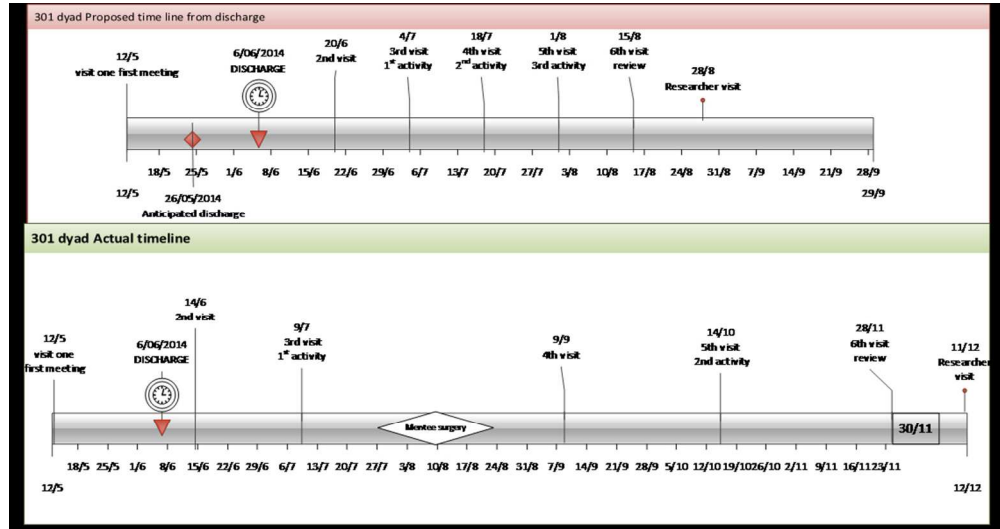 301 dyad Proposed time line from discharge
12/5
visit one first meeting
6/06/2014
DISCHARGE
20/6
2nd visit
4/7
3rd visit
1st activity
18/7
4th visit
2nd activity
1/8
5th visit
3rd activity
15/8
6th visit
review
28/8
Researcher visit
18/5 25/5 1/6 8/6 15/6 22/6 29/6 6/7 13/7 20/7 27/7 3/8 10/8 17/8 24/8 31/8 7/9 14/9 21/9 28/9
12/5
29/9
26/05/2014
Anticipated discharge
301 dyad Actual timeline
12/5
visit one
first meeting
6/06/2014
DISCHARGE
14/6
2nd visit
9/7
3rd visit
1st activity
9/9
4th visit
14/10
5th visit
2nd activity
28/11
6th visit
review
11/12
Researcher
visit
Mentee surgery
30/11
18/5 25/5 1/6 8/6 15/6 22/6 29/6 6/7 13/7 20/7 27/7 3/8 10/8 17/8 24/8 31/8 7/9 14/9 21/9 28/9 5/10 12/10 19/10 26/10 2/11 9/11 16/11 23/11
12/5
12/12